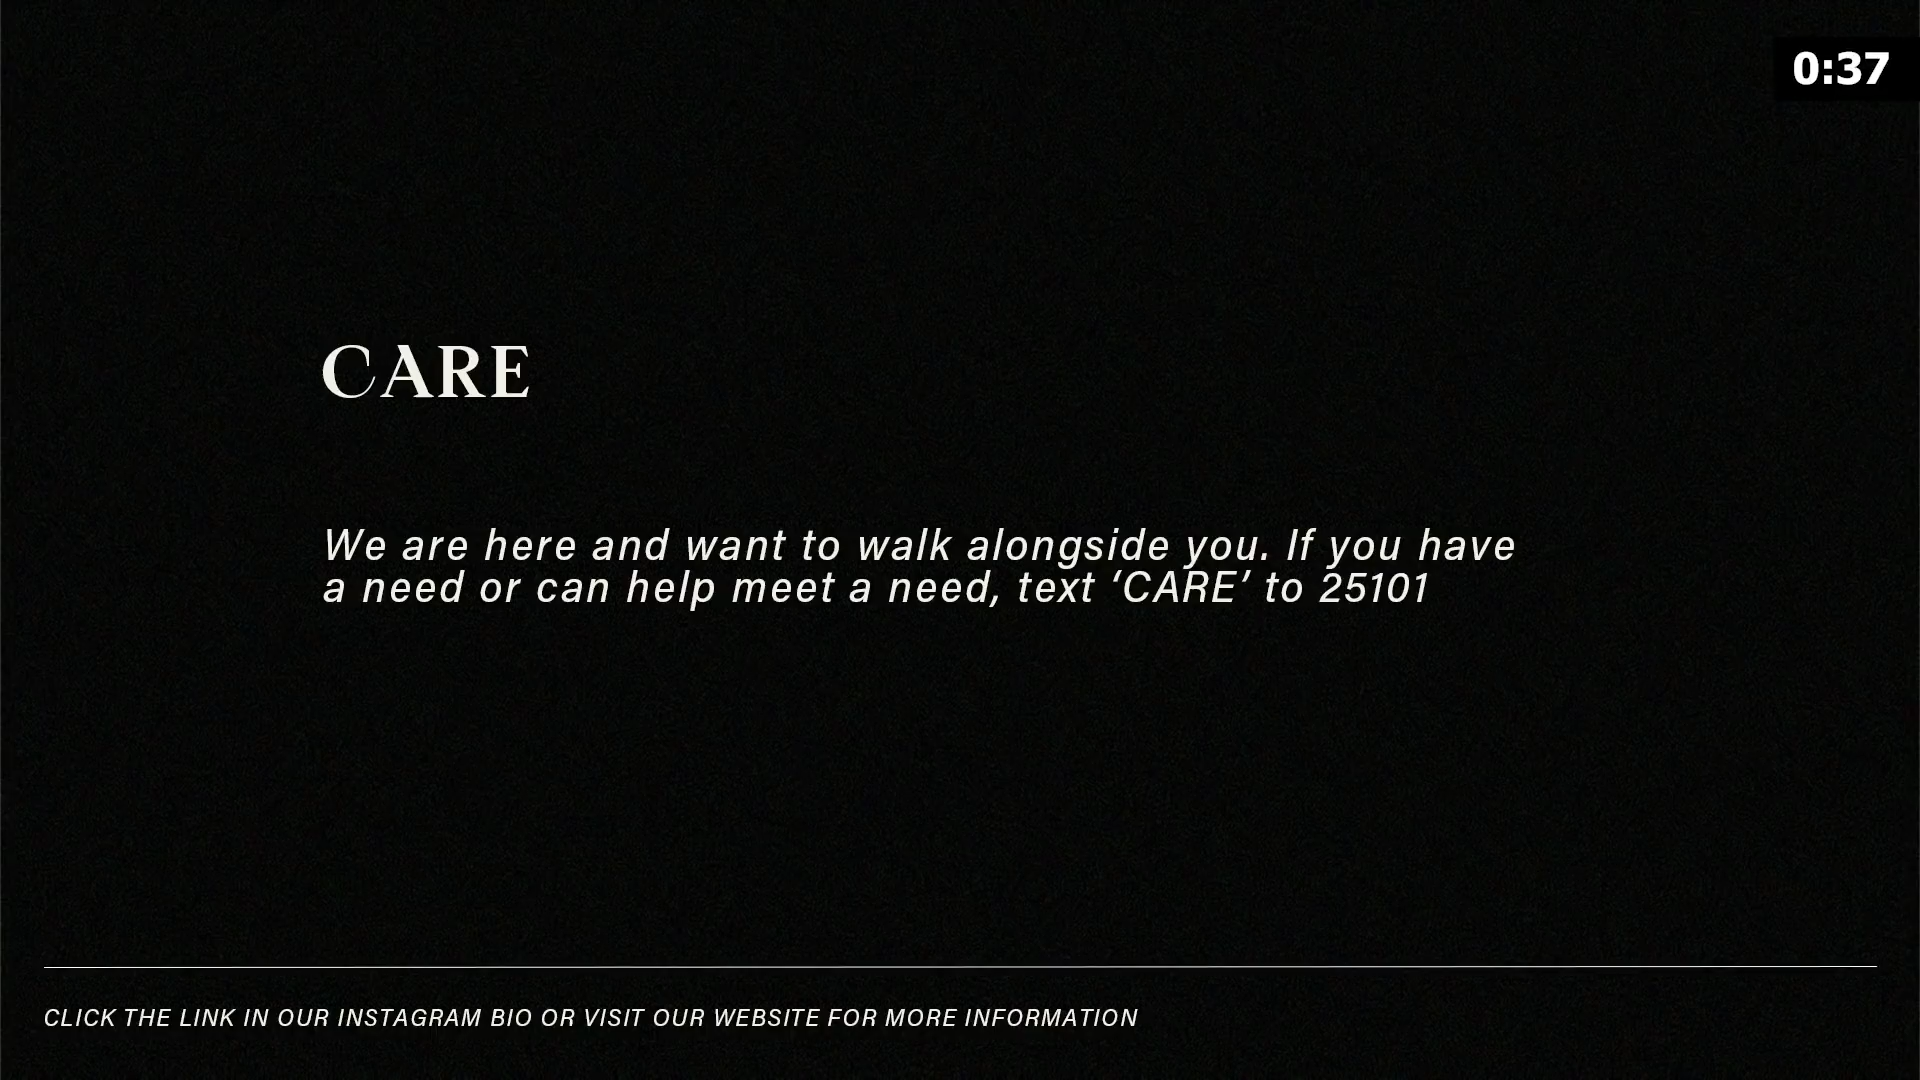 0:37
CARE
We are here and want to walk alongside you. If you have
a need or can help meet a need, text ‘CARE’ to 25101
CLICK THE LINK IN OUR INSTAGRAM BIO OR VISIT OUR WEBSITE FOR MORE INFORMATION